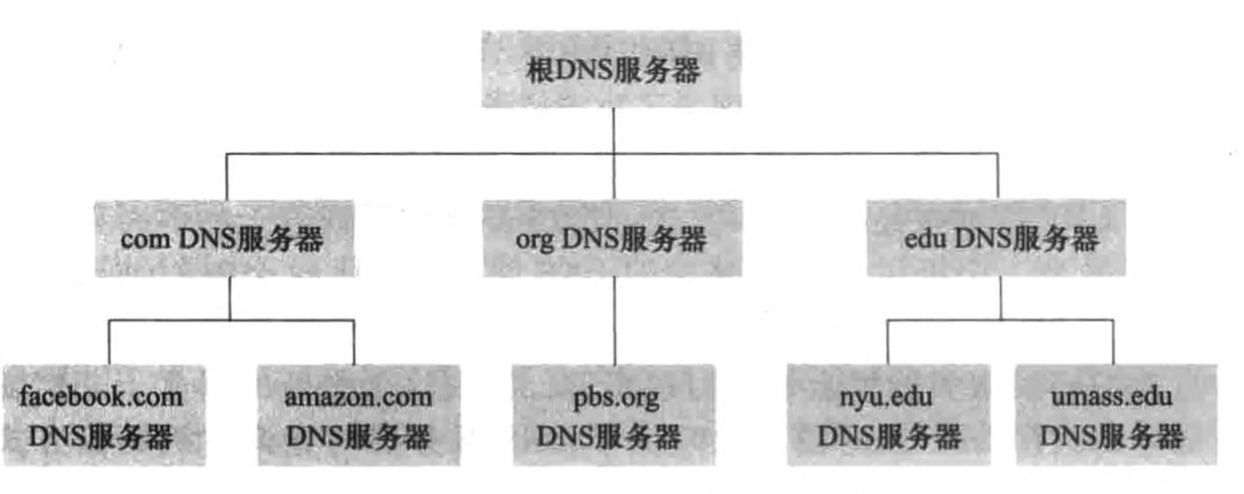 根DNS服务器
com DNS服务器
org DNS服务器
edu DNS服务器
facebook.com
DNS服务器
amazon.com
DNS服务器
pbs.org
DNS服务器
nyu.edu
DNS服务器
umass.edu
DNS服务器